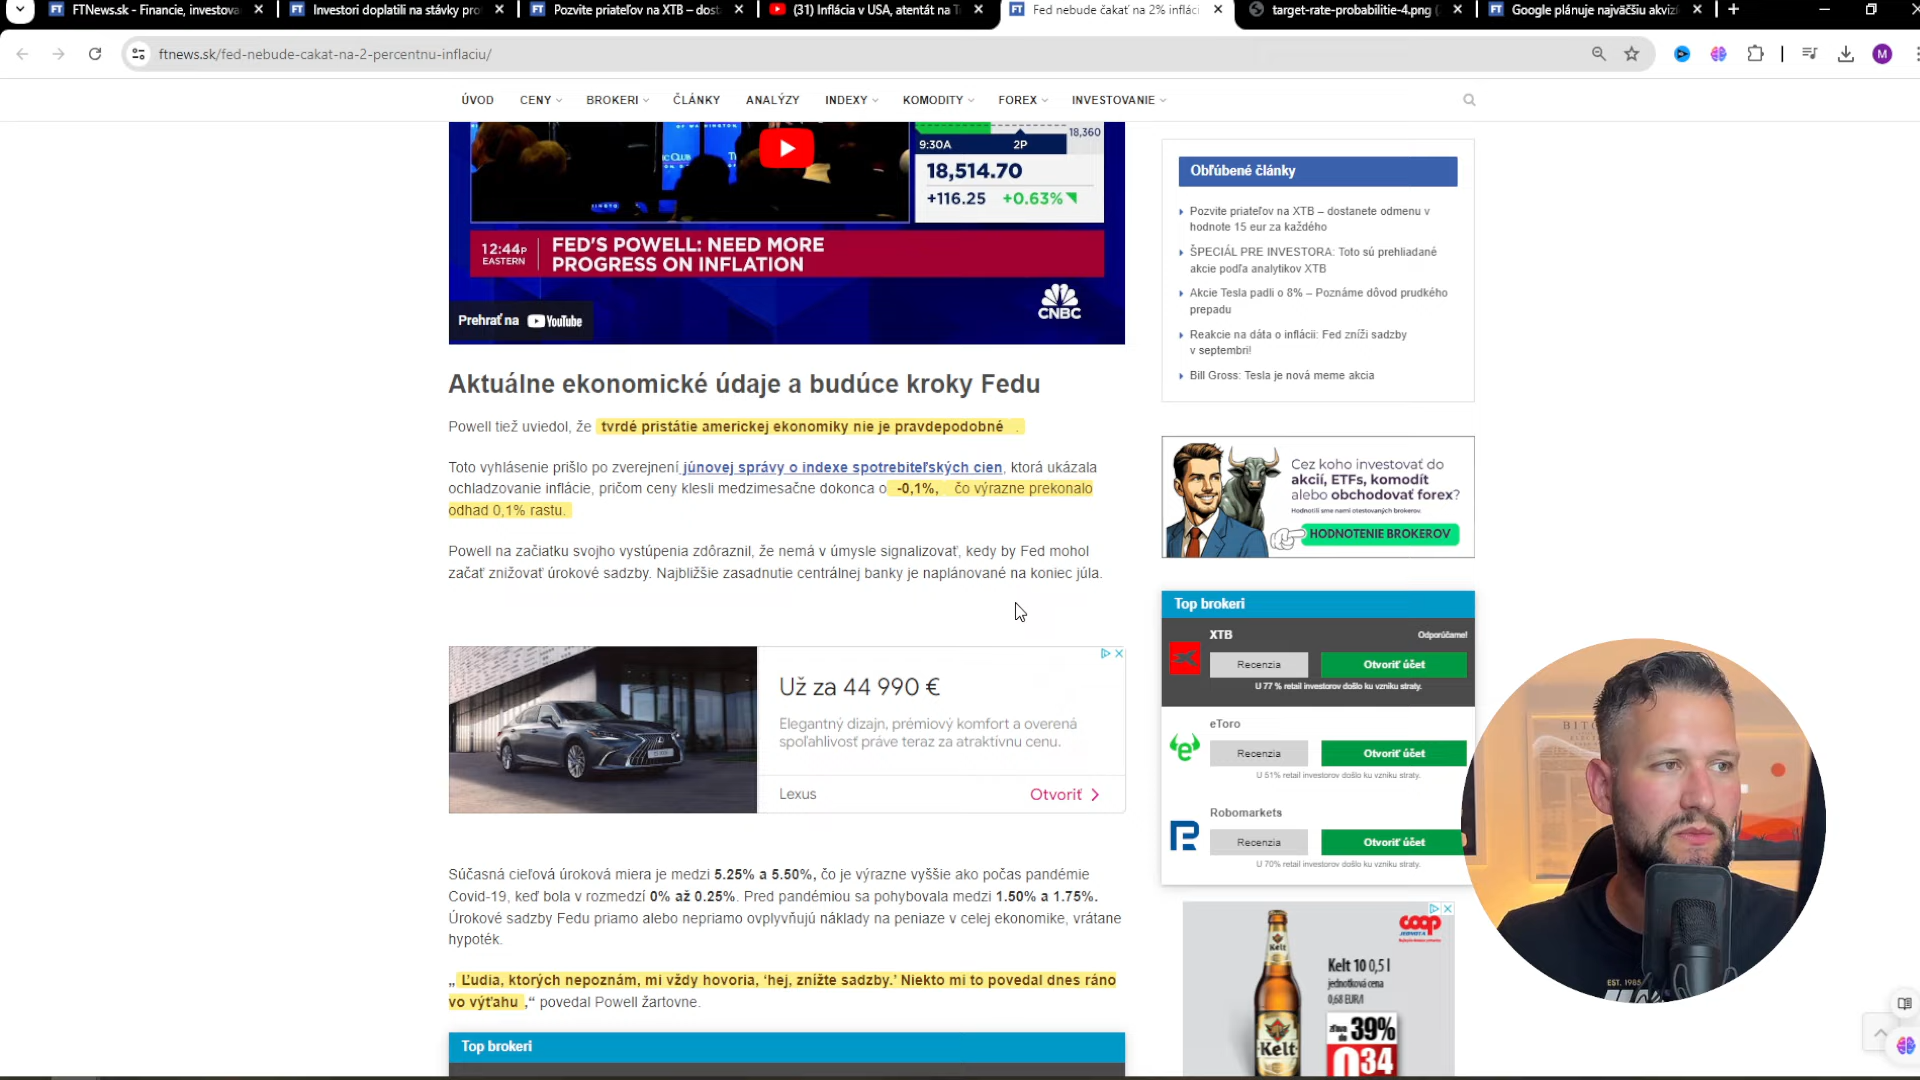 FTNews.sk - Financie, investova
Investori doplatili na stávky pro
Pozvite priateľov na XTB – dost
(31) Inflácia v USA, atentát na T
Fed nebude čakať na 2% infláci
target-rate-probabilitie-4.png (
Google plánuje najväčšiu akvizí
ftnews.sk/fed-nebude-cakat-na-2-percentnu-inflaciu/
M
ÚVOD CENY BROKERI ČLÁNKY ANALÝZY INDEXY KOMODITY FOREX INVESTOVANIE
OF WASHINGTON
18,360
9:30A 2P
18,514.70
+116.25 +0.63%
12:44P
EASTERN
FED'S POWELL: NEED MORE
PROGRESS ON INFLATION
CNBC
Prehrať na YouTube
Aktuálne ekonomické údaje a budúce kroky Fedu
Powell tiež uviedol, že tvrdé pristátie americkej ekonomiky nie je pravdepodobné .
Toto vyhlásenie prišlo po zverejnení júnovej správy o indexe spotrebiteľských cien, ktorá ukázala
ochladzovanie inflácie, pričom ceny klesli medzimesačne dokonca o -0,1%, čo výrazne prekonalo
odhad 0,1% rastu.
Powell na začiatku svojho vystúpenia zdôraznil, že nemá v úmysle signalizovať, kedy by Fed mohol
začať znižovať úrokové sadzby. Najbližšie zasadnutie centrálnej banky je naplánované na koniec júla.
Už za 44 990 €
Elegantný dizajn, prémiový komfort a overená
spoľahlivosť práve teraz za atraktívnu cenu.
Lexus
Otvoriť
Súčasná cieľová úroková miera je medzi 5.25% a 5.50%, čo je výrazne vyššie ako počas pandémie
Covid-19, keď bola v rozmedzí 0% až 0.25%. Pred pandémiou sa pohybovala medzi 1.50% a 1.75%.
Úrokové sadzby Fedu priamo alebo nepriamo ovplyvňujú náklady na peniaze v celej ekonomike, vrátane
hypoték.
„ Ľudia, ktorých nepoznám, mi vždy hovoria, ‘hej, znížte sadzby.’ Niekto mi to povedal dnes ráno
vo výťahu ,“ povedal Powell žartovne.
Top brokeri
Obľúbené články
Pozvite priateľov na XTB – dostanete odmenu v
hodnote 15 eur za každého
ŠPECIÁL PRE INVESTORA: Toto sú prehliadané
akcie podľa analytikov XTB
Akcie Tesla padli o 8% – Poznáme dôvod prudkého
prepadu
Reakcie na dáta o inflácii: Fed zníži sadzby
v septembri!
Bill Gross: Tesla je nová meme akcia
Cez koho investovať do
akcií, ETFs, komodít
alebo obchodovať forex?
Hodnotili sme nami otestovaných brokerov.
HODNOTENIE BROKEROV
Top brokeri
XTB
Odporúčame!
Recenzia
Otvoriť účet
U 77 % retail investorov došlo ku vzniku straty.
eToro
Recenzia
Otvoriť účet
U 51% retail investorov došlo ku vzniku straty.
Robomarkets
Recenzia
Otvoriť účet
U 70% retail investorov došlo ku vzniku straty.
coop
JEDNOTA
Kelt
Kelt 10 0,5 l
jednotková cena
0,68 EUR/l
39%
0,34
Kelt
BITCO
EST. 1985